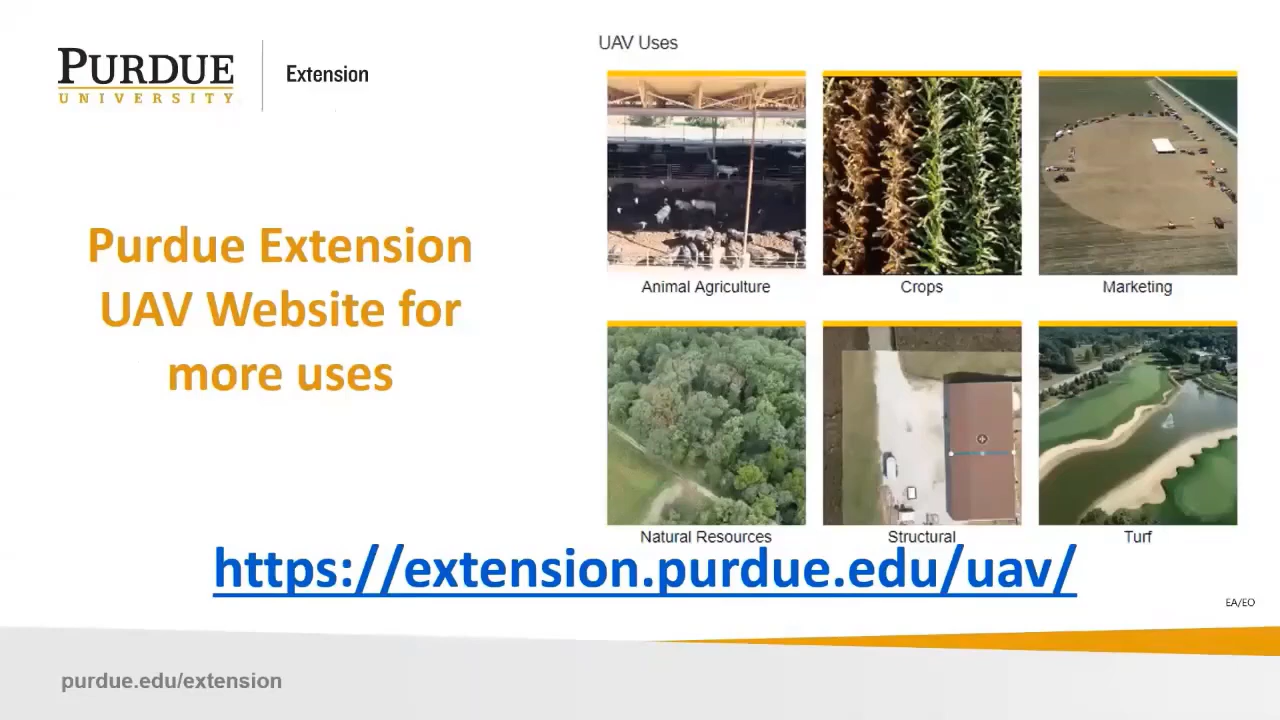 PURDUE
UNIVERSITY
Extension
UAV Uses
Animal Agriculture
Crops
Marketing
Purdue Extension
UAV Website for
more uses
Natural Resources
Structural
Turf
https://extension.purdue.edu/uav/
EA/EO
purdue.edu/extension